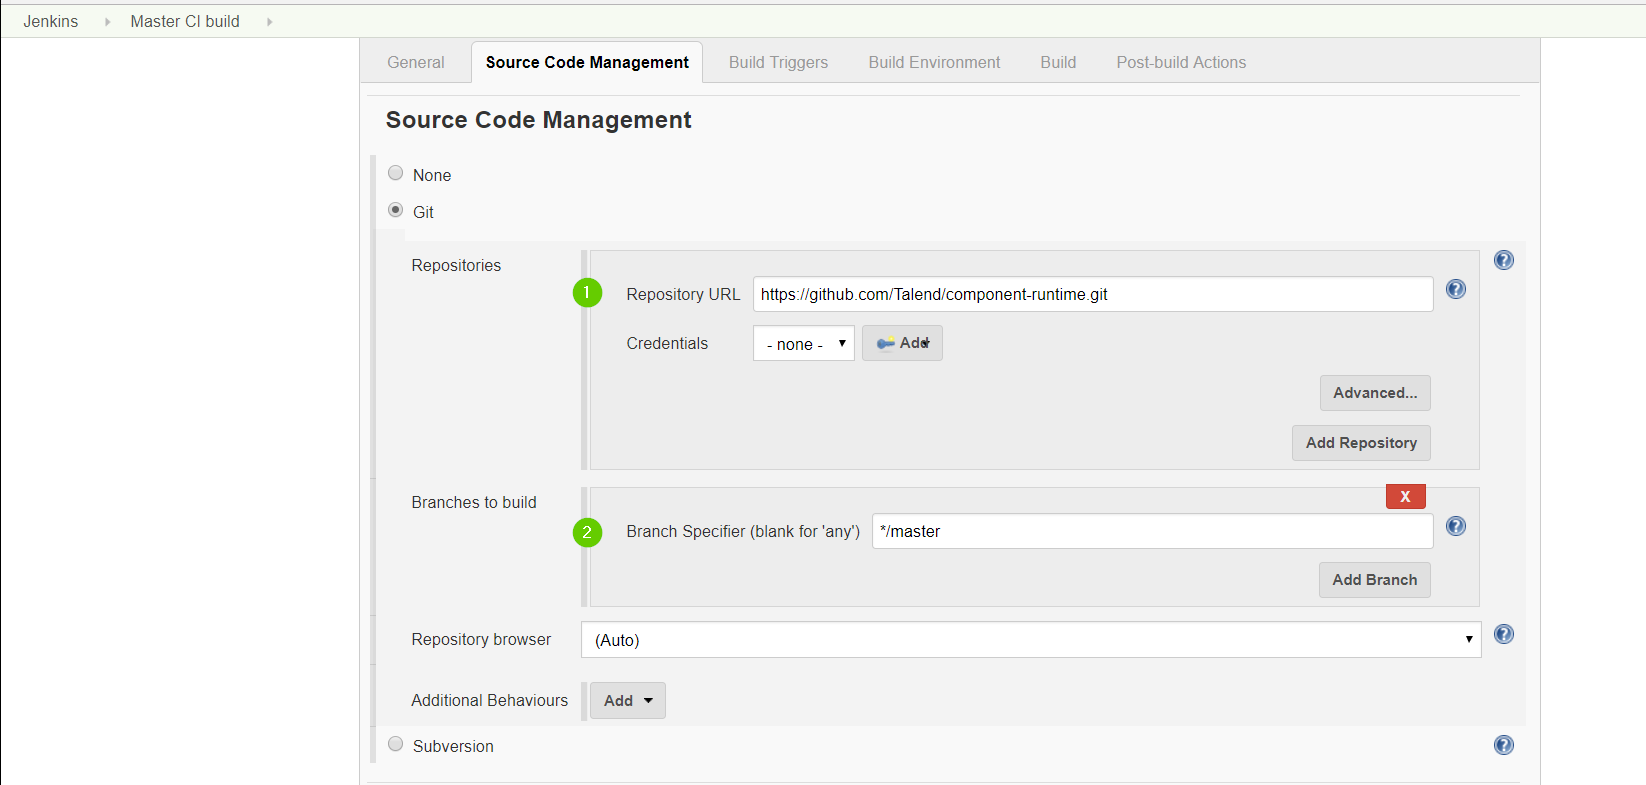 Jenkins Master CI build
General Source Code Management Build Triggers Build Environment Build Post-build Actions
Source Code Management
None
Git
Repositories
1 Repository URL https://github.com/Talend/component-runtime.git
Credentials - none - Add
Advanced...
Add Repository
Branches to build
X
2 Branch Specifier (blank for 'any') */master
Add Branch
Repository browser (Auto)
Additional Behaviours Add
Subversion